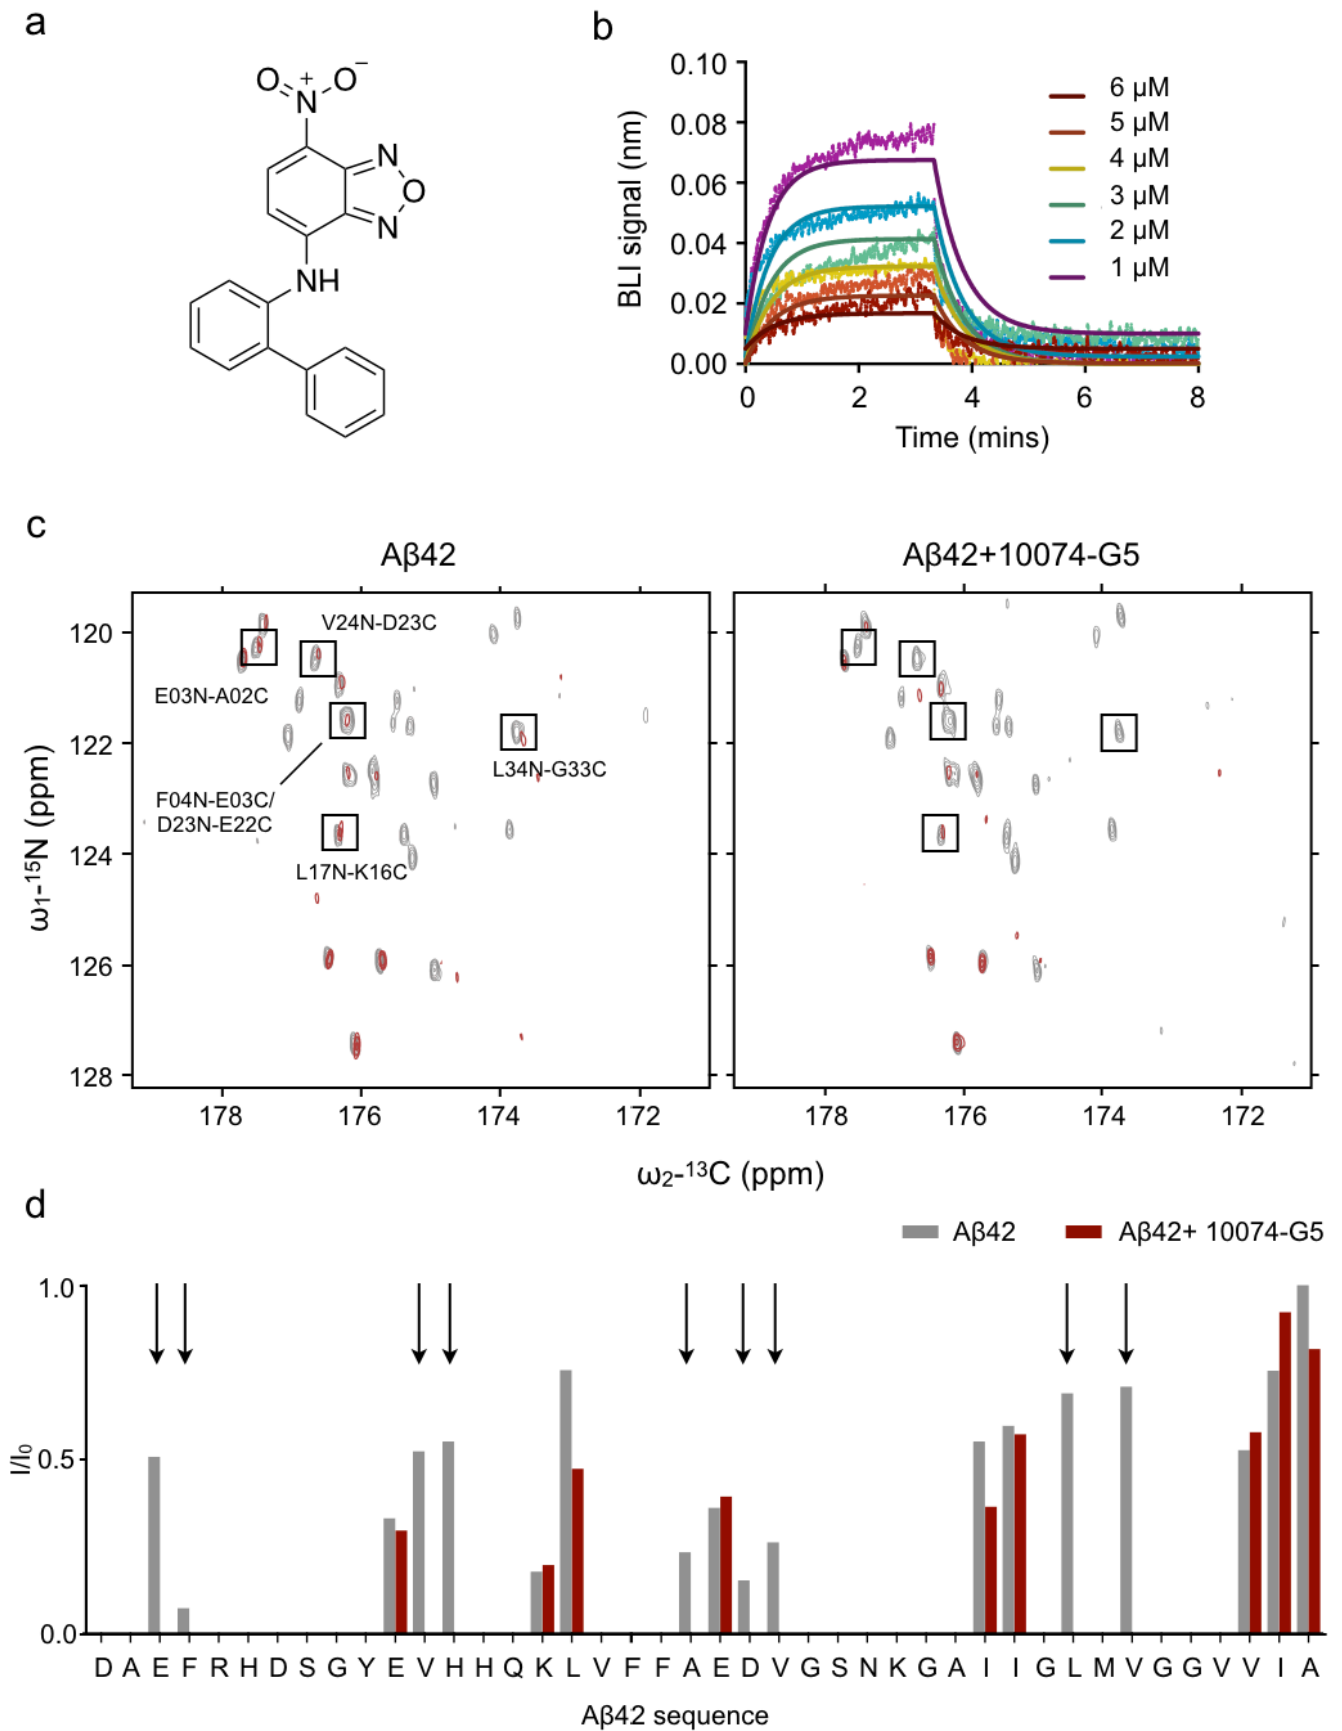 a
b
O
+
O−
N
N
O
N
NH
BLI signal (nm)
0.10
0.08
0.06
0.04
0.02
0.00
0
2
4
6
8
Time (mins)
6 µM
5 µM
4 µM
3 µM
2 µM
1 µM
c
Aβ42
Aβ42+10074-G5
ω1-15N (ppm)
120
122
124
126
128
V24N-D23C
E03N-A02C
L34N-G33C
F04N-E03C/
D23N-E22C
L17N-K16C
178
176
174
172
178
176
174
172
ω2-13C (ppm)
d
Aβ42
Aβ42+ 10074-G5
I/I0
1.0
0.5
0.0
D A E F R H D S G Y E V H H Q K L V F F A E D V G S N K G A I I G L M V G G V V I A
Aβ42 sequence